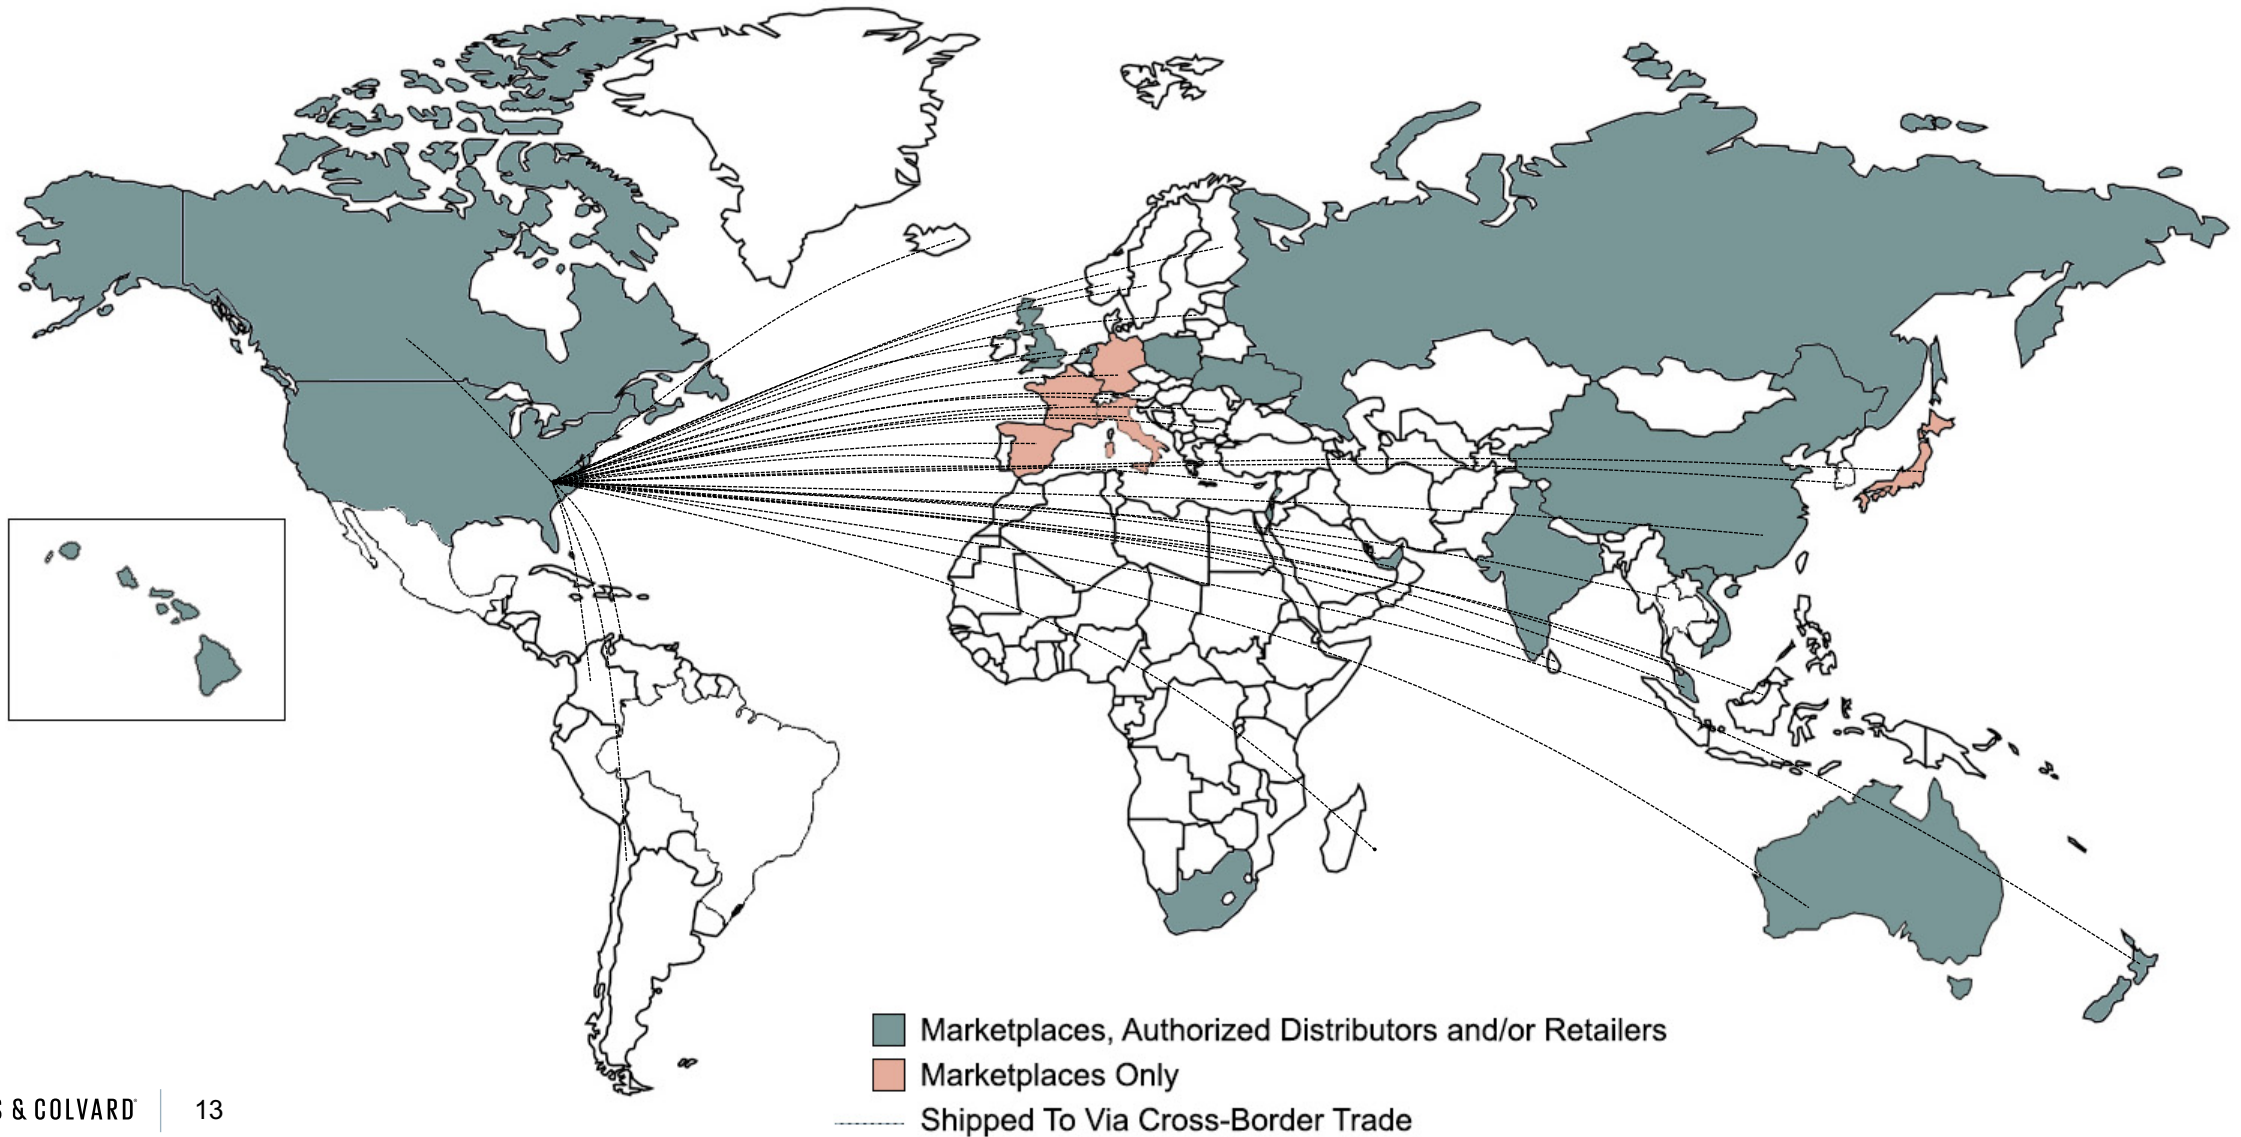 Marketplaces, Authorized Distributors and/or Retailers
Marketplaces Only
Shipped To Via Cross-Border Trade
& COLVARD
13